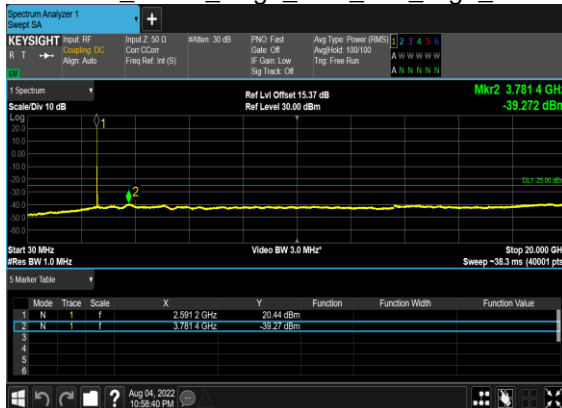 Spectrum Analyzer 1
Swept SA
+
KEYSIGHT Input: RF Input Z: 50 Ω #Atten: 30 dB PNO: Fast Avg Type: Power (RMS) 1 2 3 4 5 6
R T Coupling: DC Corr CCorr Gate: Off Avg|Hold: 100/100 A W W W W W
Align: Auto Freq Ref: Int (S) IF Gain: Low Trig: Free Run
LXI Sig Track: Off A N N N N N
1 Spectrum Ref Lvl Offset 15.37 dB Mkr2 3.781 4 GHz
Scale/Div 10 dB Ref Level 30.00 dBm -39.272 dBm
Log
20.0
10.0
0.00
-10.0
-20.0
-30.0
-40.0
-50.0
-60.0
1
2
DL1 -25.00 dBm
Start 30 MHz Video BW 3.0 MHz* Stop 20.000 GHz
#Res BW 1.0 MHz Sweep ~38.3 ms (40001 pts)
5 Marker Table
Mode Trace Scale X Y Function Function Width Function Value
1 N 1 f 2.591 2 GHz 20.44 dBm
2 N 1 f 3.781 4 GHz -39.27 dBm
3
4
5
6
? Aug 04, 2022
10:58:40 PM